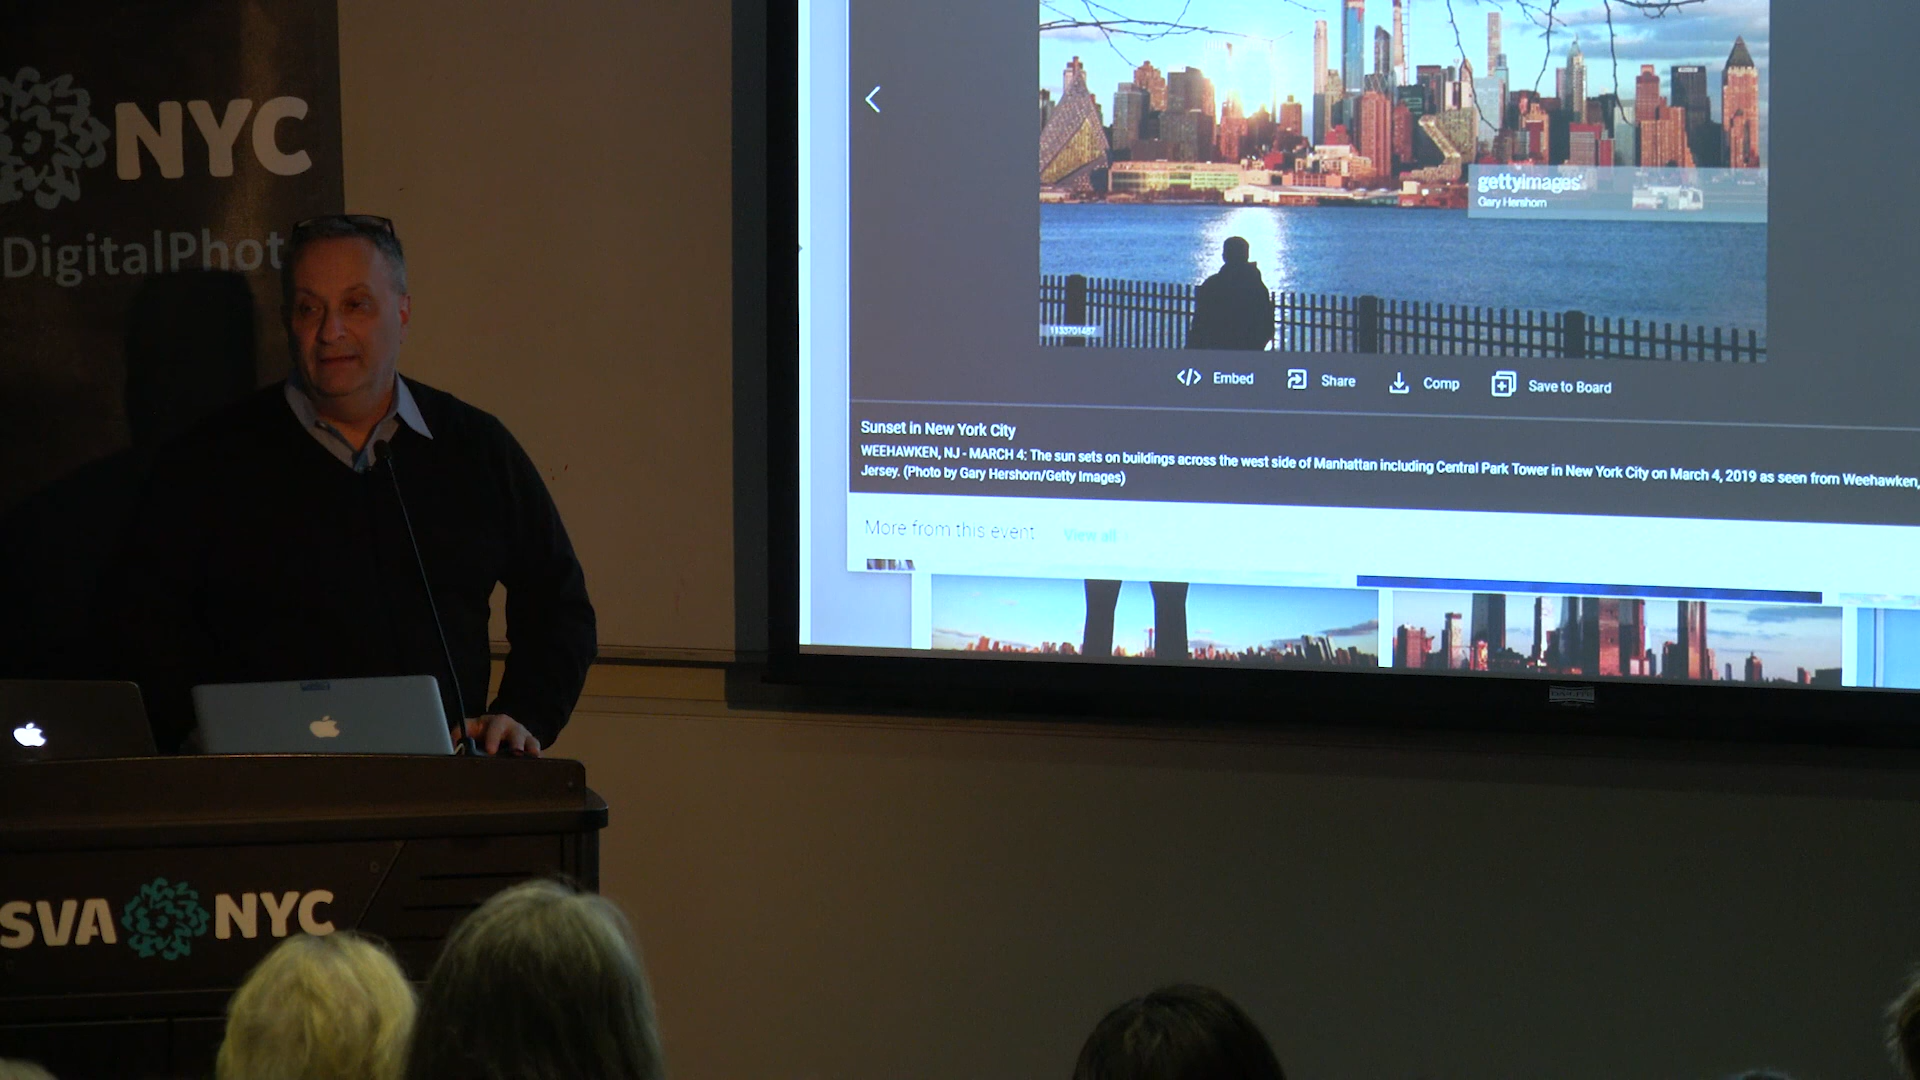 NYC
DigitalPhot
gettyimages
Gary Hershorn
1133701487
Embed
Share
Comp
Save to Board
Sunset in New York City
WEEHAWKEN, NJ - MARCH 4: The sun sets on buildings across the west side of Manhattan including Central Park Tower in New York City on March 4, 2019 as seen from Weehawken,
Jersey. (Photo by Gary Hershorn/Getty Images)
More from this event
View all
SVA NYC